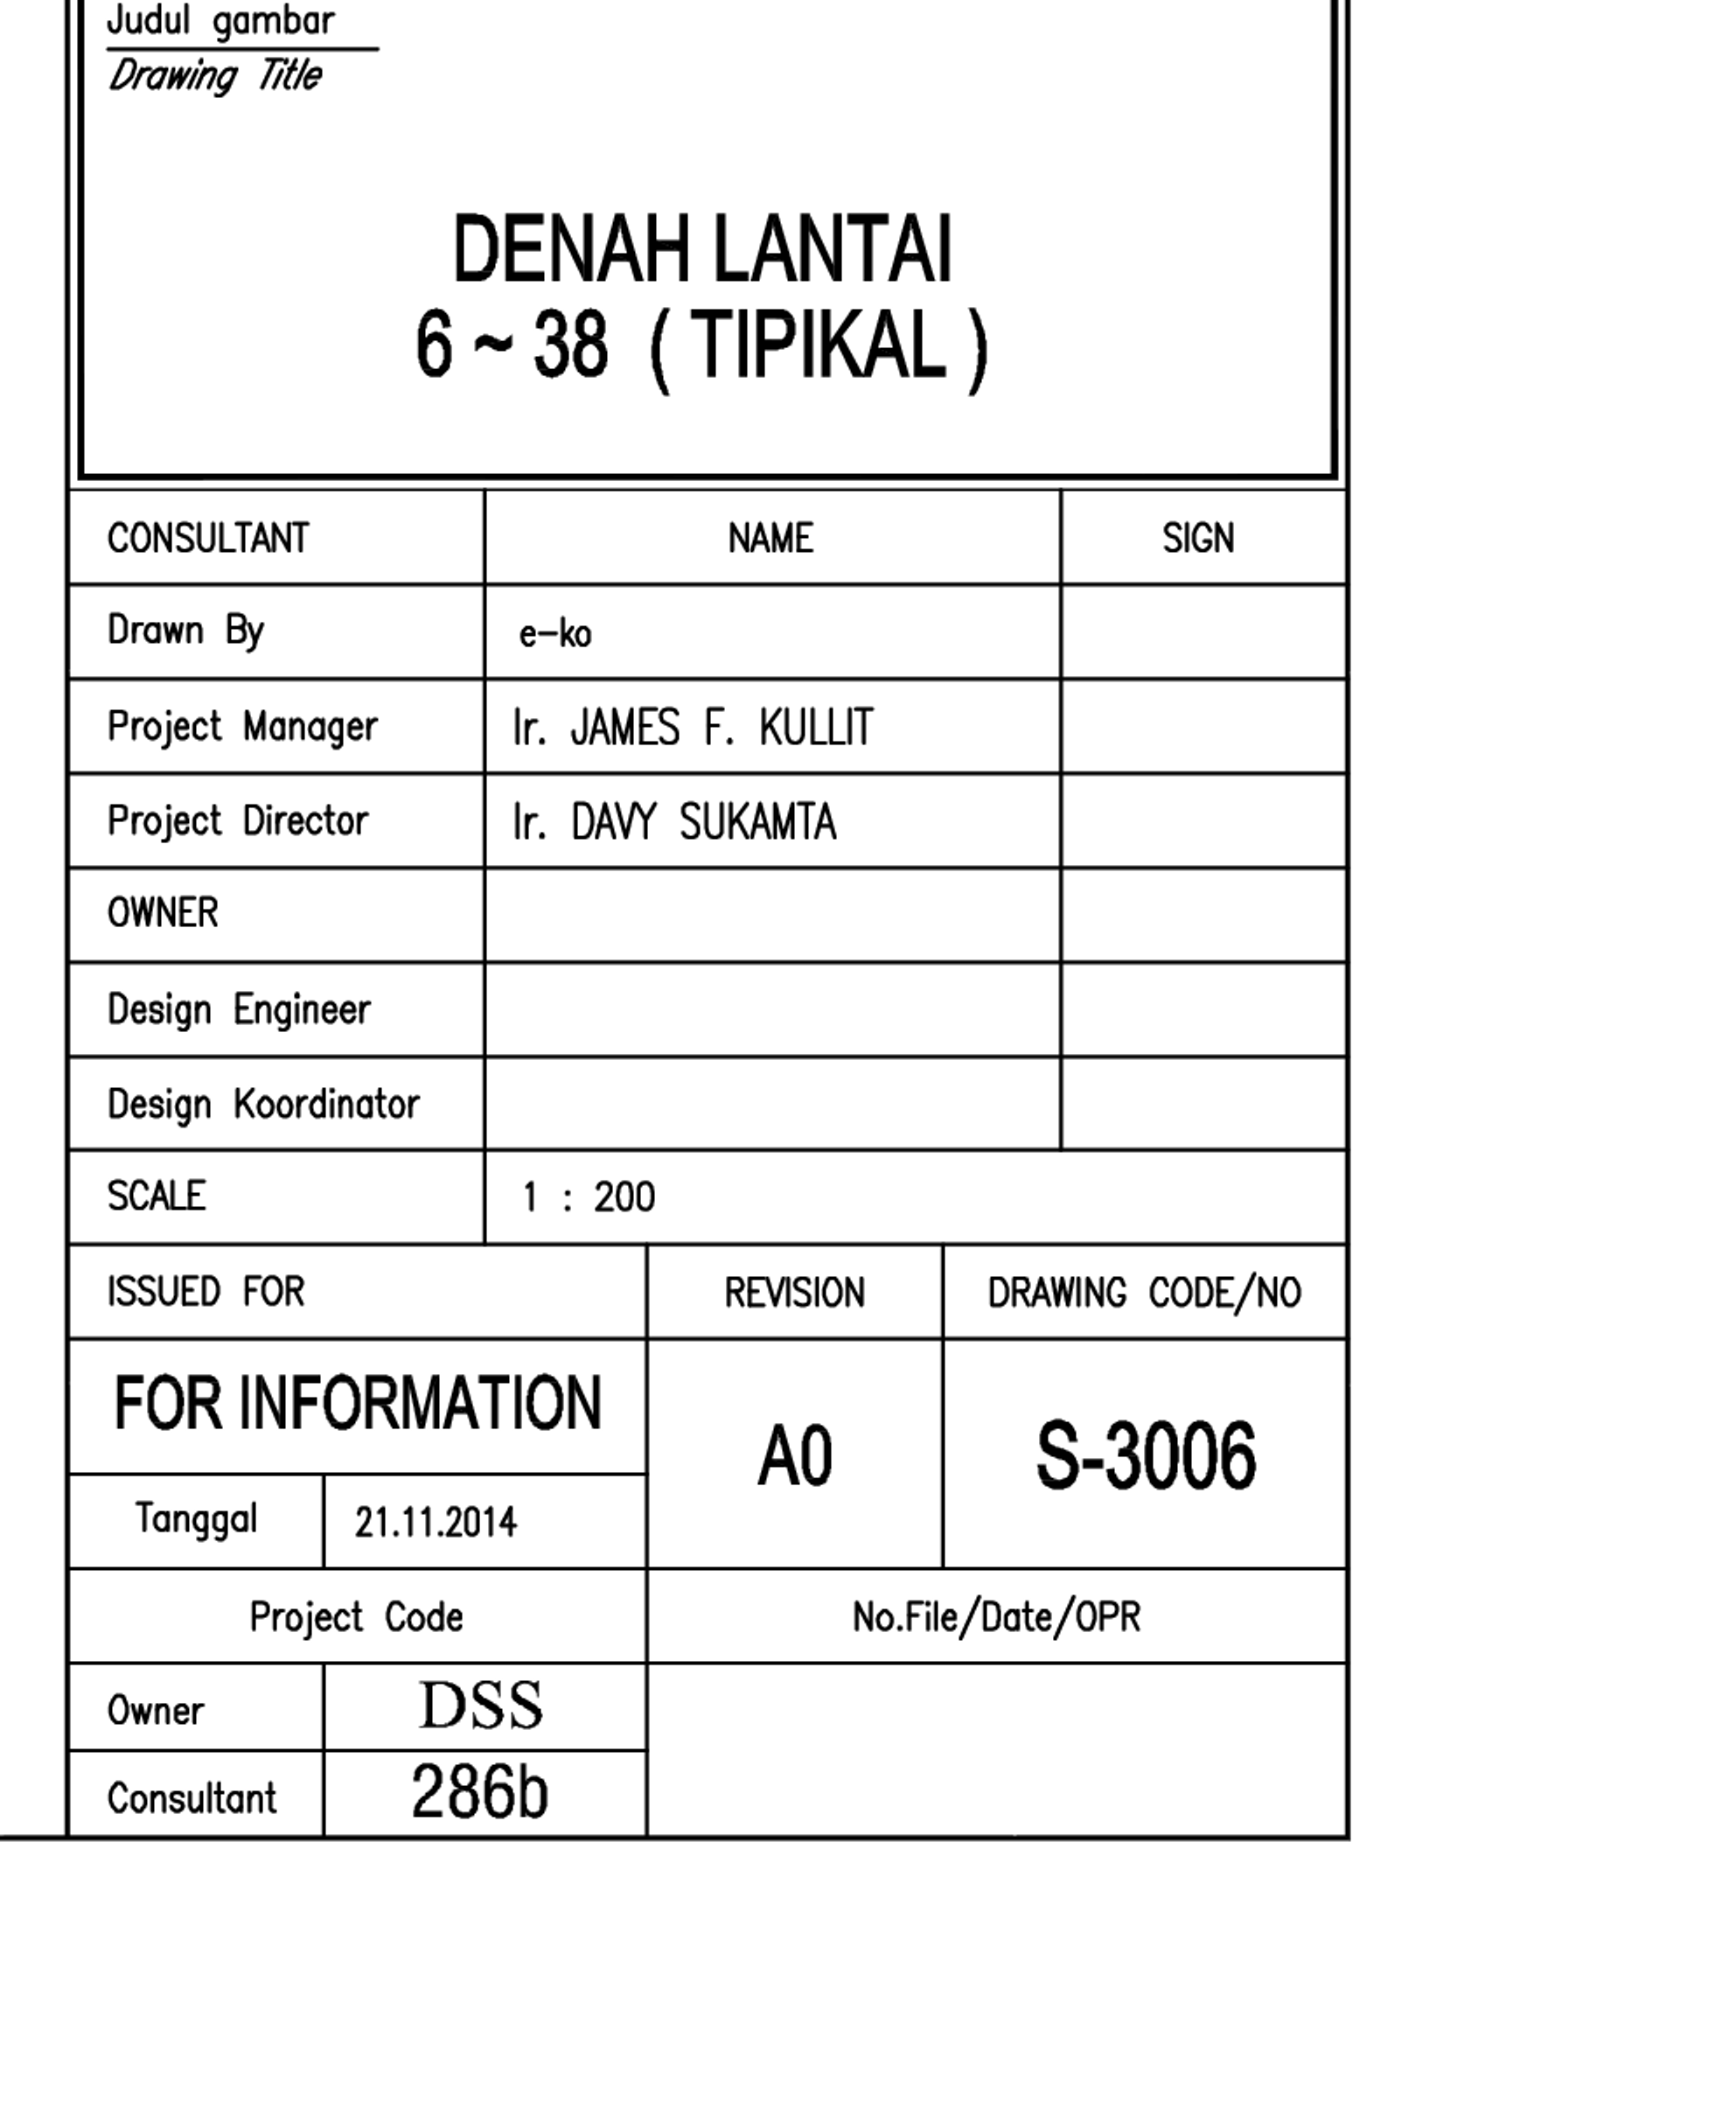 Judul gambar
Drawing Title
DENAH LANTAI
6 ~ 38 ( TIPIKAL )
CONSULTANT NAME SIGN
Drawn By e-ko
Project Manager Ir. JAMES F. KULLIT
Project Director Ir. DAVY SUKAMTA
OWNER
Design Engineer
Design Koordinator
SCALE 1 : 200
ISSUED FOR REVISION DRAWING CODE/NO
FOR INFORMATION A0 S-3006
Tanggal 21.11.2014
Project Code No.File/Date/OPR
Owner DSS
Consultant 286b